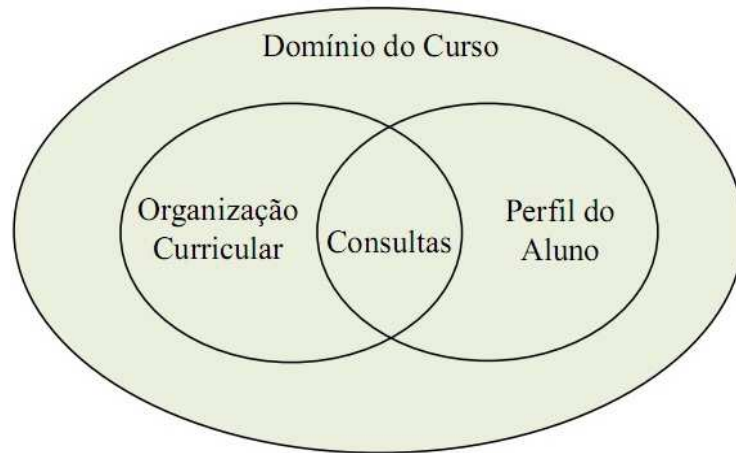 Domínio do Curso
Organização
Curricular
Consultas
Perfil do
Aluno